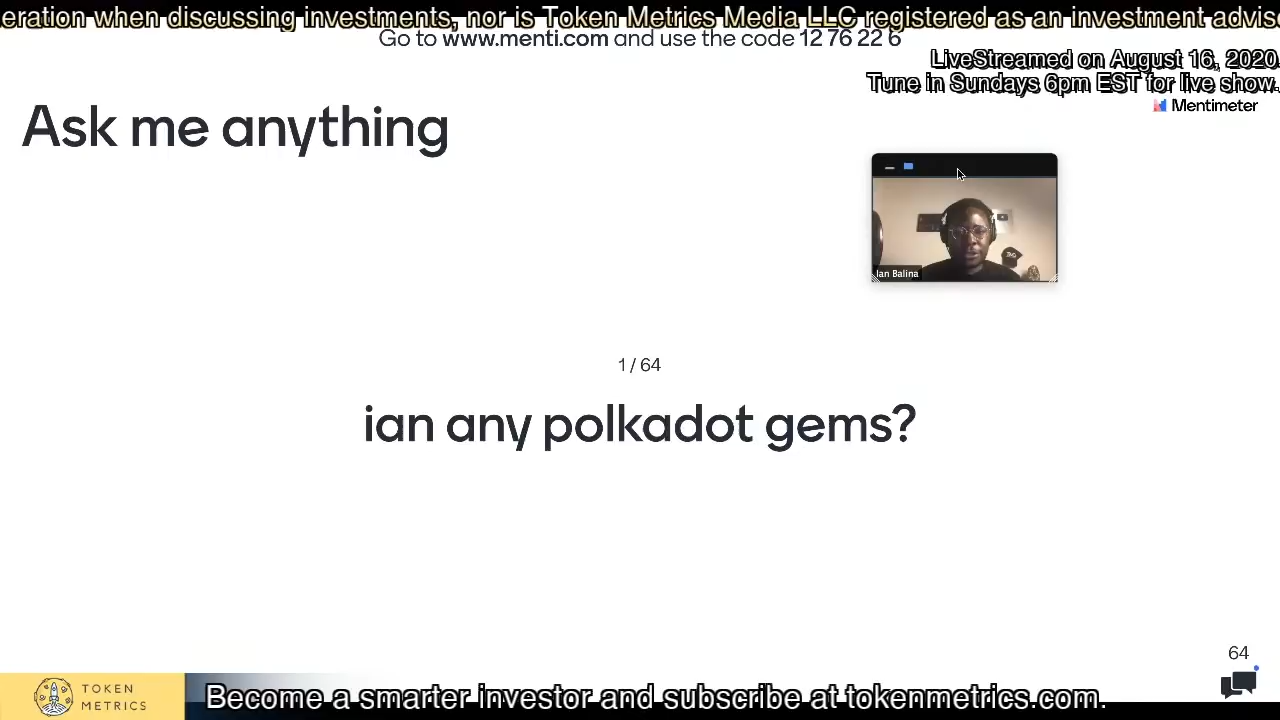 eration when discussing investments, nor is Token Metrics Media LLC registered as an investment advis
Go to www.menti.com and use the code 12 76 22 6
LiveStreamed on August 16, 2020.
Tune in Sundays 6pm EST for live show.
Mentimeter
Ask me anything
Ian Balina
1 / 64
ian any polkadot gems?
64
TOKEN
METRICS
Become a smarter investor and subscribe at tokenmetrics.com.